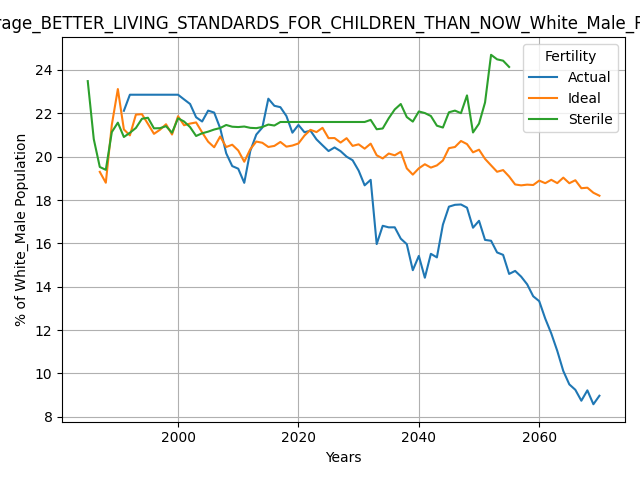 rage_BETTER_LIVING_STANDARDS_FOR_CHILDREN_THAN_NOW_White_Male_F
Fertility
Actual
Ideal
Sterile
% of White_Male Population
24
22
20
18
16
14
12
10
8
2000 2020 2040 2060
Years